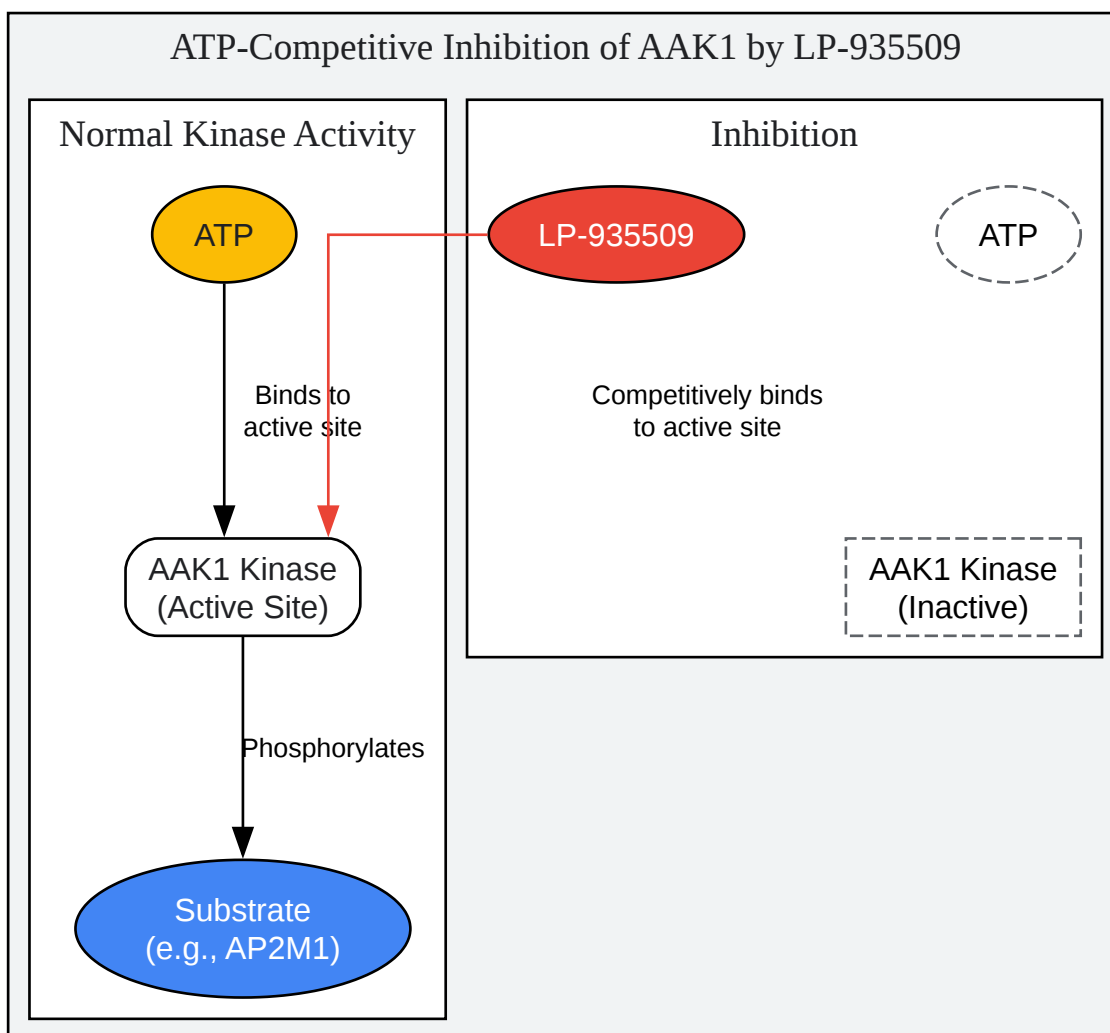 ATP-Competitive Inhibition of AAK1 by LP-935509
Normal Kinase Activity
ATP
Binds to
active site
AAK1 Kinase
(Active Site)
Phosphorylates
Substrate
(e.g., AP2M1)
Inhibition
LP-935509
ATP
Competitively binds
to active site
AAK1 Kinase
(Inactive)